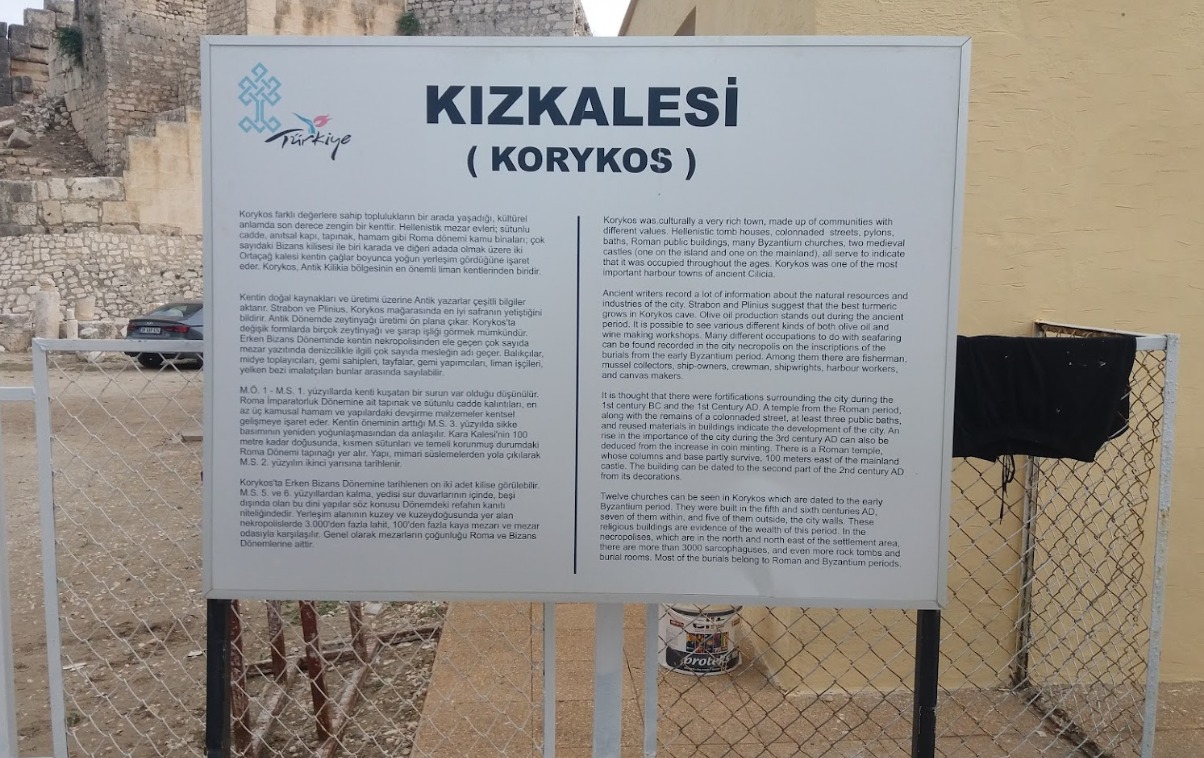 Türkiye
KIZKALESİ
( KORYKOS )
Korykos farklı değerlere sahip toplulukların bir arada yaşadığı, kültürel
anlamda son derece zengin bir kenttir. Hellenistik mezar evleri; sütunlu
cadde, anıtsal kapı, tapınak, hamam gibi Roma dönemi kamu binaları; çok
sayıdaki Bizans kilisesi ile biri karada ve diğeri adada olmak üzere iki
Ortaçağ kalesi kentin çağlar boyunca yoğun yerleşim gördüğüne işaret
eder. Korykos, Antik Kilikia bölgesinin en önemli liman kentlerinden biridir.
Kentin doğal kaynakları ve üretimi üzerine Antik yazarlar çeşitli bilgiler
aktarır. Strabon ve Plinius, Korykos mağarasında en iyi safranın yetiştiğini
bildirir. Antik Dönemde zeytinyağı üretimi ön plana çıkar. Korykos'ta
değişik formlarda birçok zeytinyağı ve şarap işliği görmek mümkündür.
Erken Bizans Döneminde kentin nekropolisinden ele geçen çok sayıda
mezar yazıtında denizcilikle ilgili çok sayıda mesleğin adı geçer. Balıkçılar,
midye toplayıcıları, gemi sahipleri, tayfalar, gemi yapımcıları, liman işçileri,
yelken bezi imalatçıları bunlar arasında sayılabilir.
M.Ö. 1 - M.S. 1. yüzyıllarda kenti kuşatan bir surun var olduğu düşünülür.
Roma İmparatorluk Dönemine ait tapınak ve sütunlu cadde kalıntıları, en
az üç kamusal hamam ve yapılardaki devşirme malzemeler kentsel
gelişmeye işaret eder. Kentin öneminin arttığı M.S. 3. yüzyılda sikke
basımının yeniden yoğunlaşmasından da anlaşılır. Kara Kalesi'nin 100
metre kadar doğusunda, kısmen sütunları ve temeli korunmuş durumdaki
Roma Dönemi tapınağı yer alır. Yapı, mimari süslemelerden yola çıkılarak
M.S. 2. yüzyılın ikinci yarısına tarihlenir.
Korykos'ta Erken Bizans Dönemine tarihlenen on iki adet kilise görülebilir.
M.S. 5. ve 6. yüzyıllardan kalma, yedisi sur duvarlarının içinde, beşi
dışında olan bu dini yapılar söz konusu Dönemdeki refahın kanıtı
niteliğindedir. Yerleşim alanının kuzey ve kuzeydoğusunda yer alan
nekropolislerde 3.000'den fazla lahit, 100'den fazla kaya mezarı ve mezar
odasıyla karşılaşılır. Genel olarak mezarların çoğunluğu Roma ve Bizans
Dönemlerine aittir.
Korykos was culturally a very rich town, made up of communities with
different values. Hellenistic tomb houses, colonnaded streets, pylons,
baths, Roman public buildings, many Byzantium churches, two medieval
castles (one on the island and one on the mainland), all serve to indicate
that it was occupied throughout the ages. Korykos was one of the most
important harbour towns of ancient Cilicia.
Ancient writers record a lot of information about the natural resources and
industries of the city. Strabon and Plinius suggest that the best turmeric
grows in Korykos cave. Olive oil production stands out during the ancient
period. It is possible to see various different kinds of both olive oil and
wine making workshops. Many different occupations to do with seafaring
can be found recorded in the city necropolis on the inscriptions of the
burials from the early Byzantium period. Among them there are fisherman,
mussel collectors, ship-owners, crewman, shipwrights, harbour workers,
and canvas makers.
It is thought that there were fortifications surrounding the city during the
1st century BC and the 1st Century AD. A temple from the Roman period,
along with the remains of a colonnaded street, at least three public baths,
and reused materials in buildings indicate the development of the city. An
rise in the importance of the city during the 3rd century AD can also be
deduced from the increase in coin minting. There is a Roman temple,
whose columns and base partly survive, 100 meters east of the mainland
castle. The building can be dated to the second part of the 2nd century AD
from its decorations.
Twelve churches can be seen in Korykos which are dated to the early
Byzantium period. They were built in the fifth and sixth centuries AD,
seven of them within, and five of them outside, the city walls. These
religious buildings are evidence of the wealth of this period. In the
necropolises, which are in the north and north east of the settlement area,
there are more than 3000 sarcophaguses, and even more rock tombs and
burial rooms. Most of the burials belong to Roman and Byzantium periods.